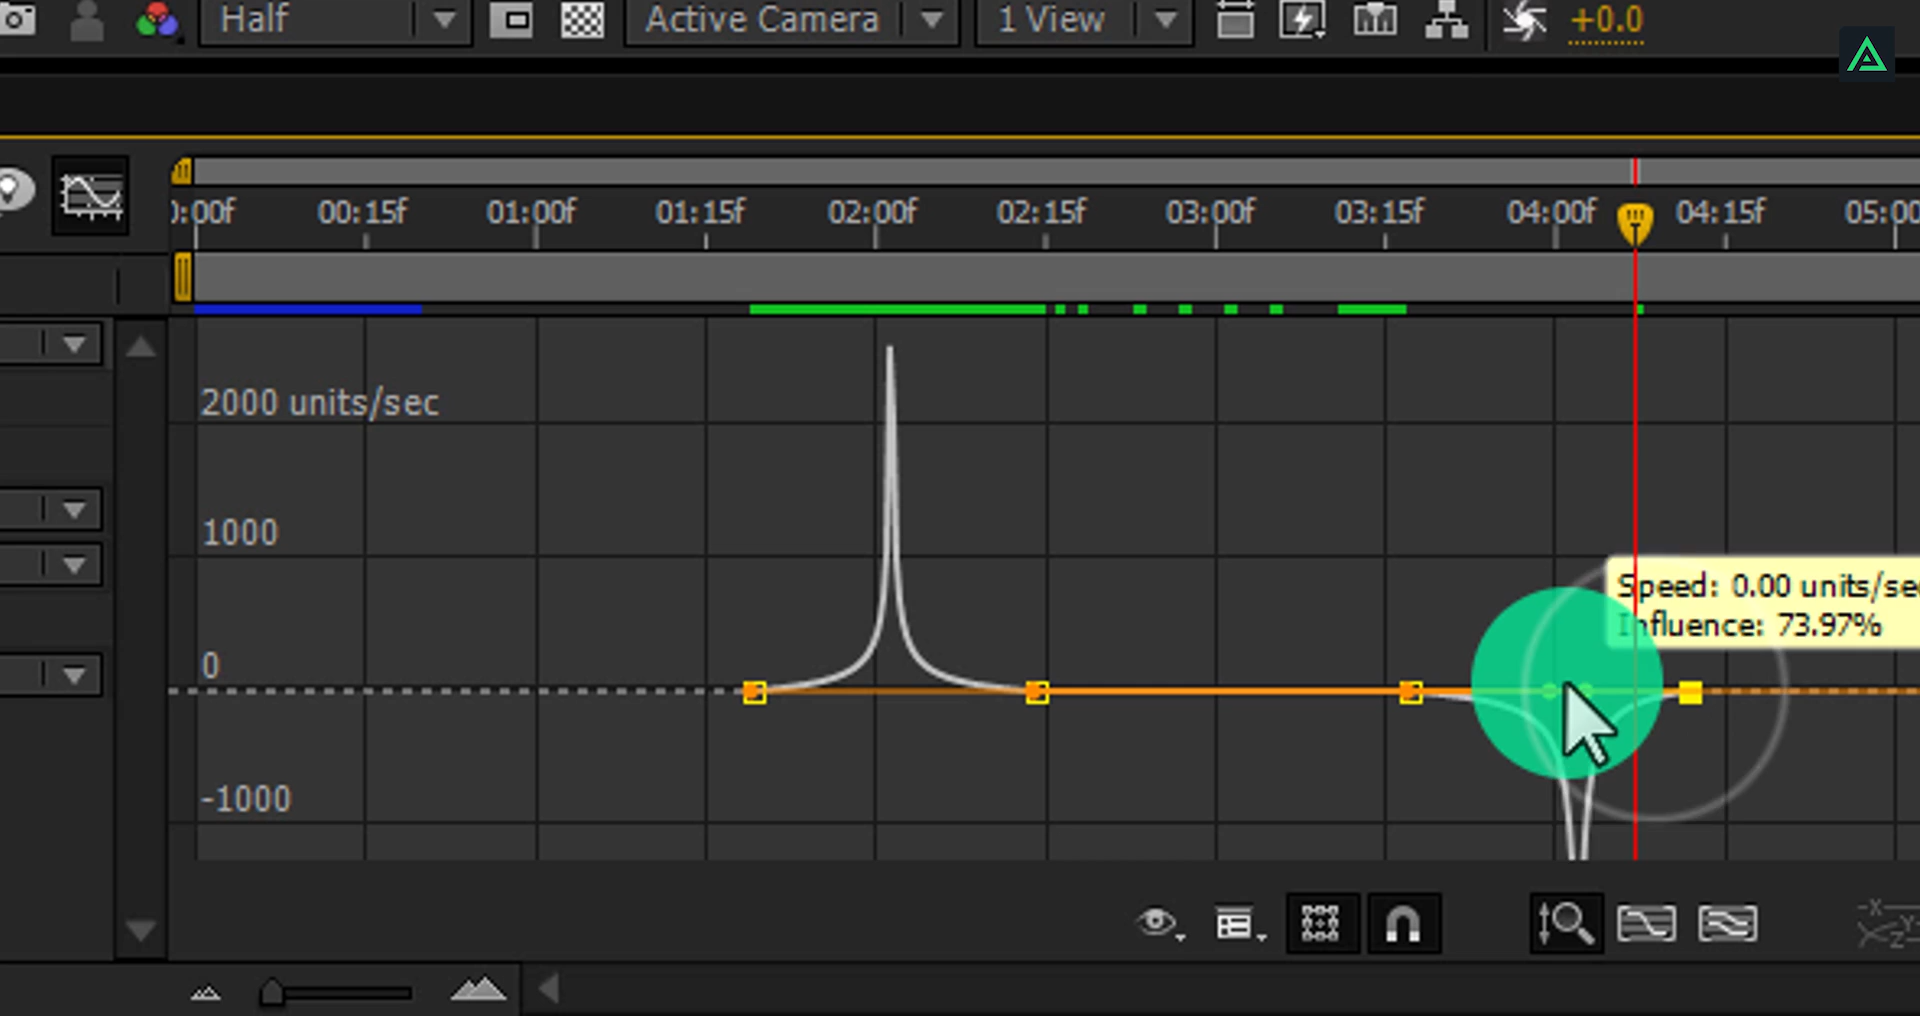 Half
Active Camera
1 View
+0.0
0:00f 00:15f 01:00f 01:15f 02:00f 02:15f 03:00f 03:15f 04:00f 04:15f 05:00
2000 units/sec
1000
Speed: 0.00 units/sec
Influence: 73.97%
0
-1000